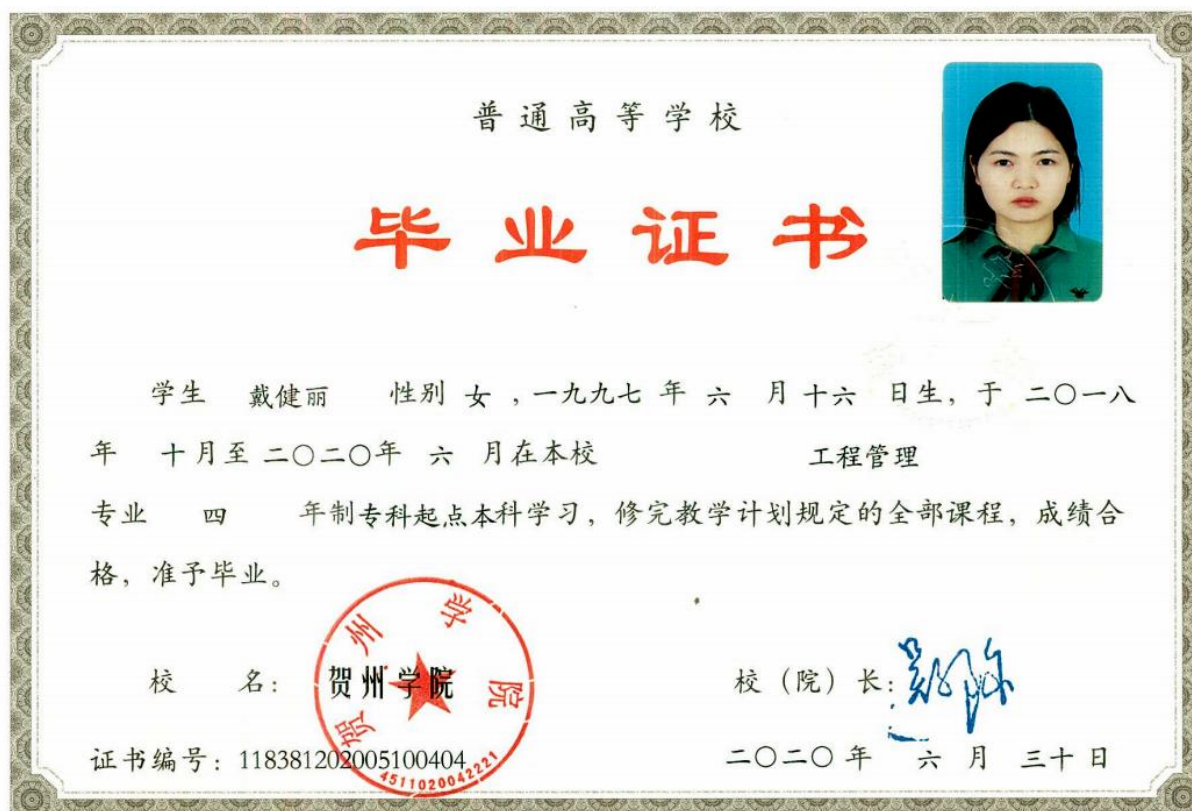 普通高等学校
毕业证书
学生 戴健丽 性别 女 ，一九九七 年 六 月 十六 日生，于 二〇一八
年 十月至 二〇二〇年 六 月在本校 工程管理
专业 四 年制专科起点本科学习，修完教学计划规定的全部课程，成绩合
格，准予毕业。
校 名： 贺州学院
贺州学院
校（院）长：
证书编号：118381202005100404
4511020042221
二〇二〇 年 六 月 三十 日